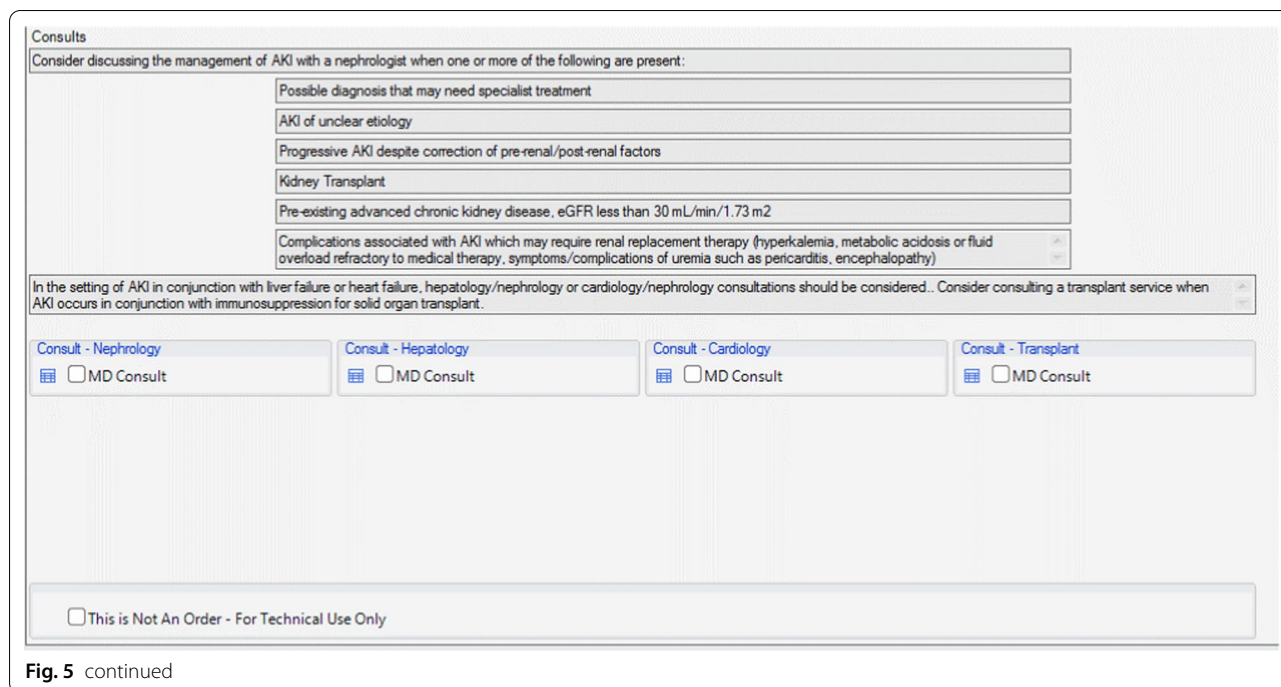 Consults
Consider discussing the management of AKI with a nephrologist when one or more of the following are present:
Possible diagnosis that may need specialist treatment
AKI of unclear etiology
Progressive AKI despite correction of pre-renal/post-renal factors
Kidney Transplant
Pre-existing advanced chronic kidney disease, eGFR less than 30 mL/min/1.73 m2
Complications associated with AKI which may require renal replacement therapy (hyperkalemia, metabolic acidosis or fluid
overload refractory to medical therapy, symptoms/complications of uremia such as pericarditis, encephalopathy)
In the setting of AKI in conjunction with liver failure or heart failure, hepatology/nephrology or cardiology/nephrology consultations should be considered.. Consider consulting a transplant service when
AKI occurs in conjunction with immunosuppression for solid organ transplant.
Consult - Nephrology
MD Consult
Consult - Hepatology
MD Consult
Consult - Cardiology
MD Consult
Consult - Transplant
MD Consult
This is Not An Order - For Technical Use Only
Fig. 5 continued